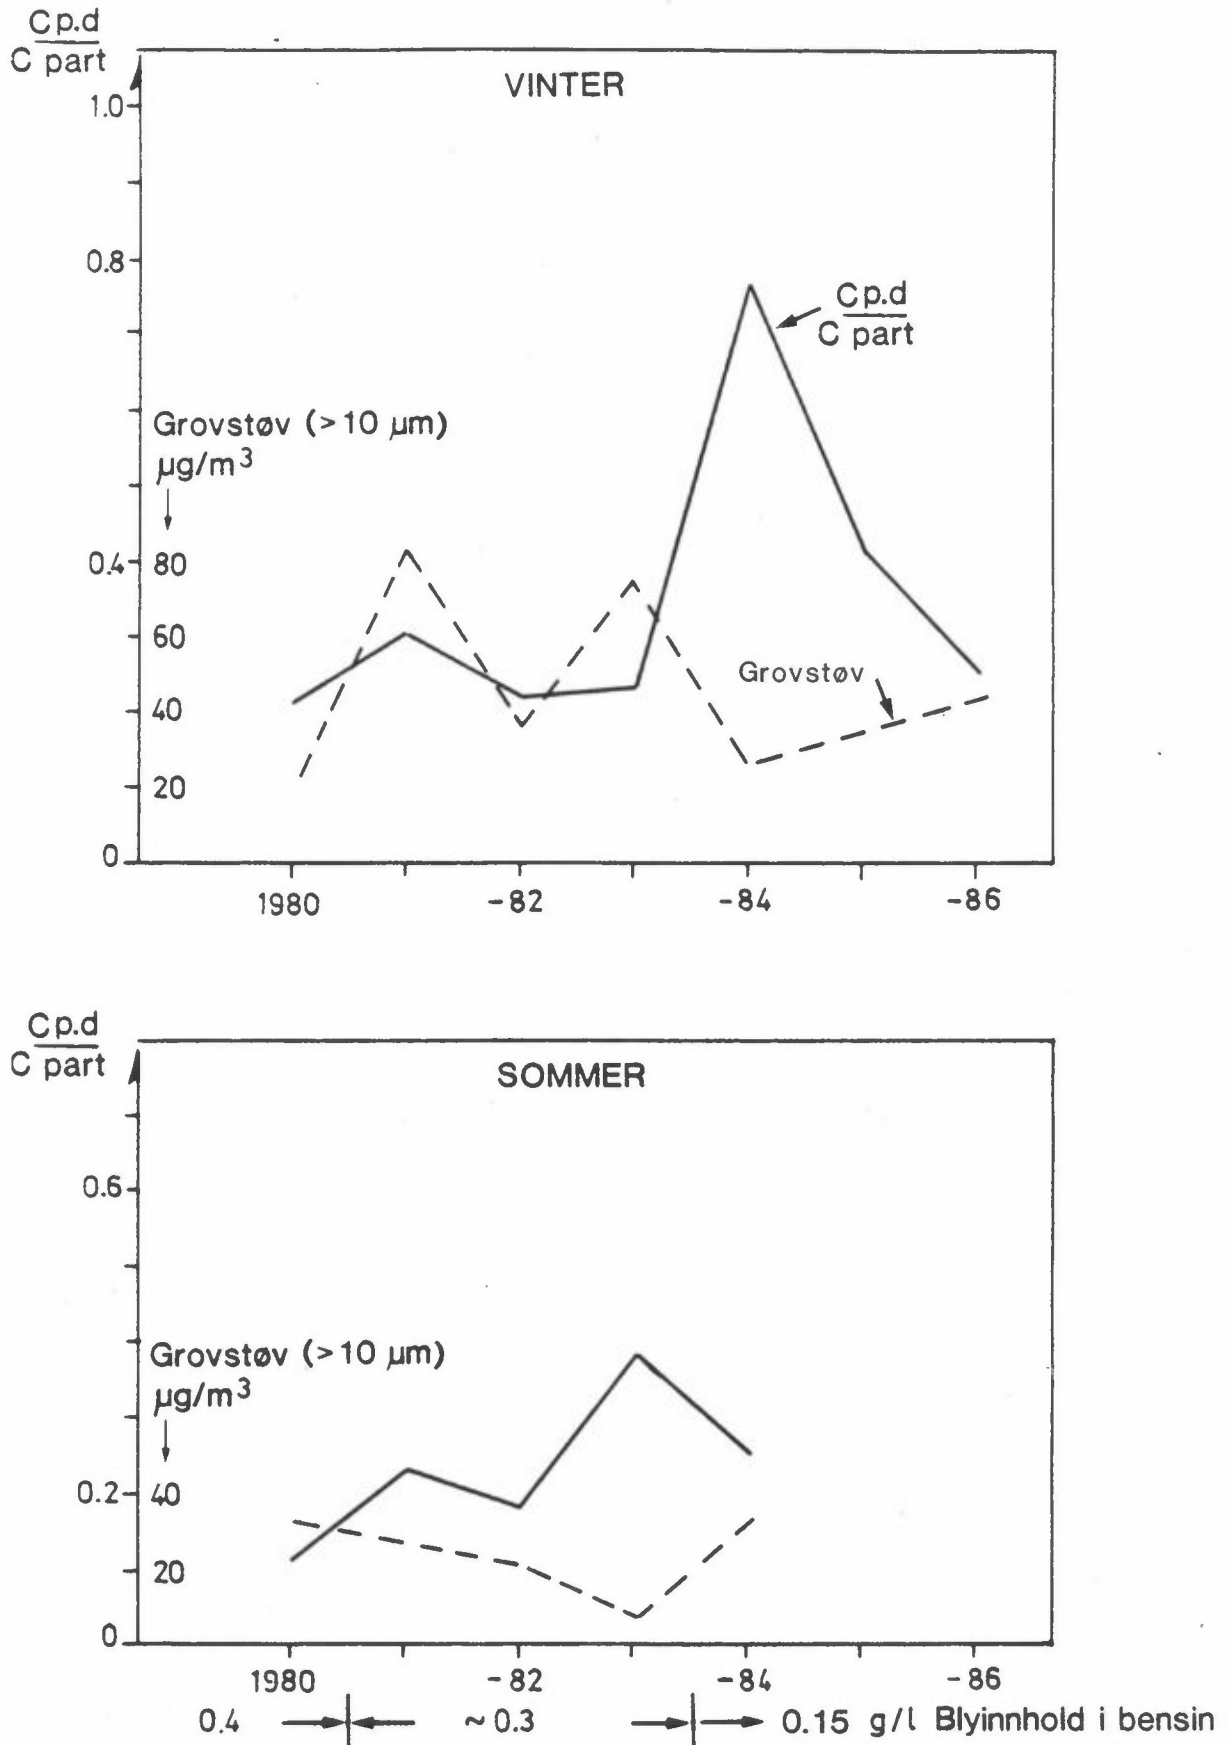 Cp.d
C part
VINTER
1.0
0.8
Cp.d
C part
Grovstøv (>10 µm)
µg/m³
0.4 80
60
Grovstøv
40
20
0
1980 -82 -84 -86
Cp.d
C part
SOMMER
0.6
Grovstøv (>10 µm)
µg/m³
0.2 40
20
0
1980 -82 -84 -86
0.4 ~0.3 0.15 g/l Blyinnhold i bensin